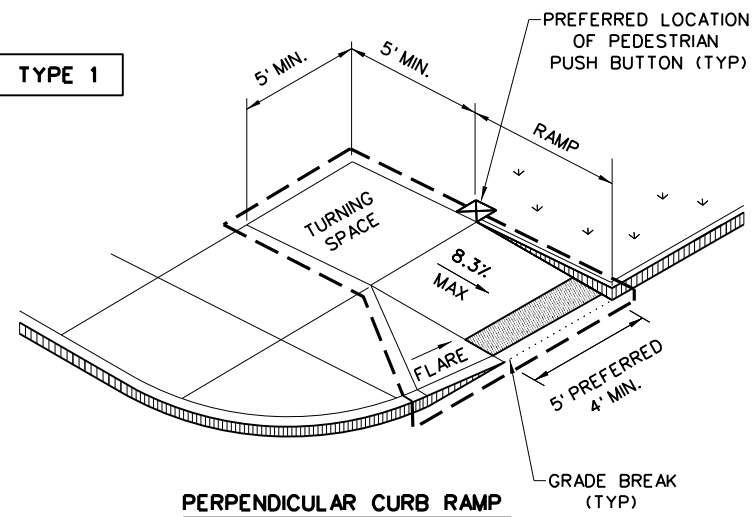 TYPE 1
PREFERRED LOCATION
OF PEDESTRIAN
PUSH BUTTON (TYP)
5' MIN.
5' MIN.
RAMP
TURNING
SPACE
8.3%
MAX
FLARE
5' PREFERRED
4' MIN.
GRADE BREAK
(TYP)
PERPENDICULAR CURB RAMP